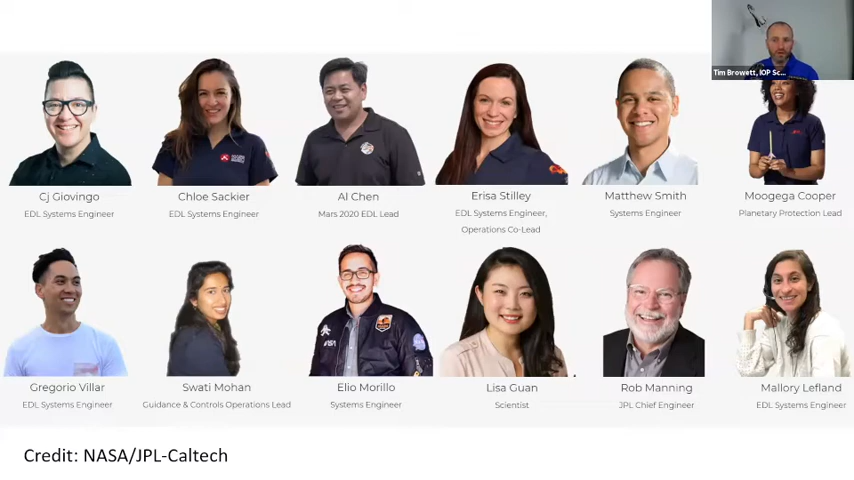 Tim Browett, IOP Sc...
Cj Giovingo
EDL Systems Engineer
Chloe Sackier
EDL Systems Engineer
Al Chen
Mars 2020 EDL Lead
Erisa Stilley
EDL Systems Engineer,
Operations Co-Lead
Matthew Smith
Systems Engineer
Moogega Cooper
Planetary Protection Lead
Gregorio Villar
EDL Systems Engineer
Swati Mohan
Guidance & Controls Operations Lead
Elio Morillo
Systems Engineer
Lisa Guan
Scientist
Rob Manning
JPL Chief Engineer
Mallory Lefland
EDL Systems Engineer
Credit: NASA/JPL-Caltech